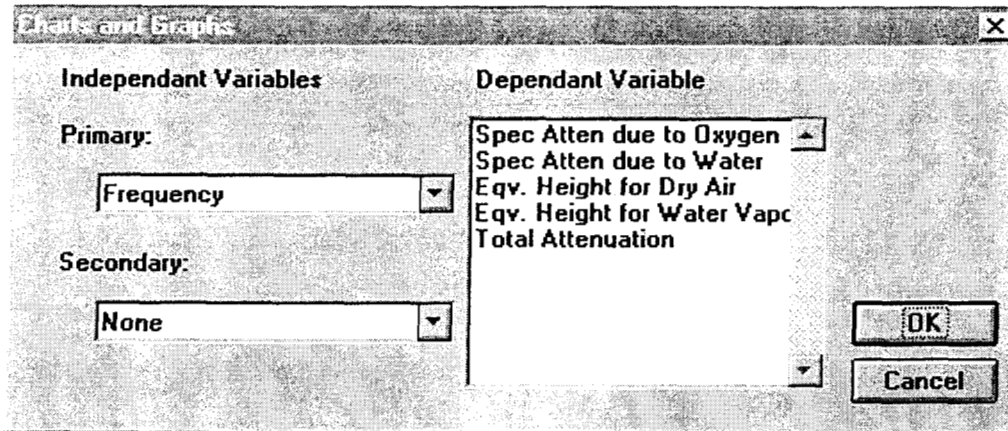 Charts and Graphs
Independant Variables
Primary:
Frequency
Secondary:
None
Dependant Variable
Spec Atten due to Oxygen
Spec Atten due to Water
Eqv. Height for Dry Air
Eqv. Height for Water Vapc
Total Attenuation
OK
Cancel